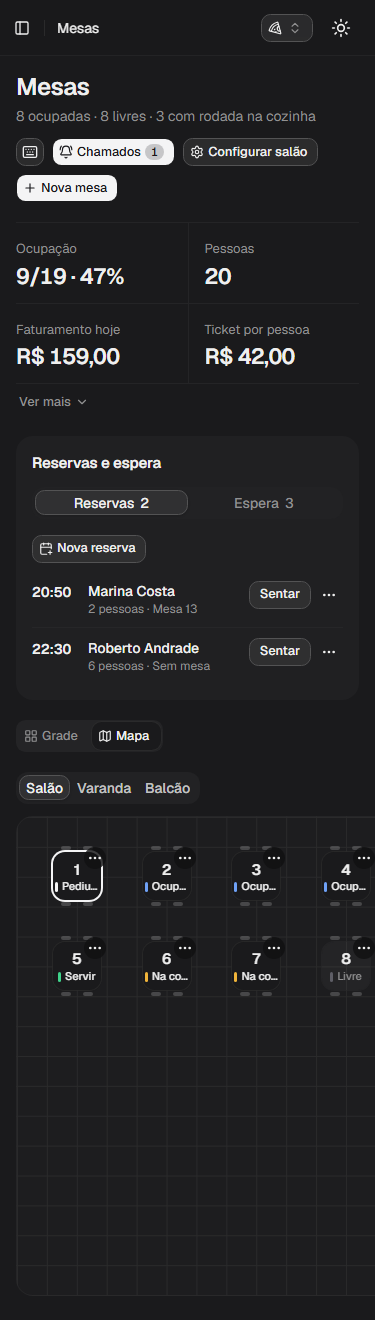 Mesas
Mesas
8 ocupadas · 8 livres · 3 com rodada na cozinha
Chamados 1
Configurar salão
Nova mesa
Ocupação
9/19 · 47%
Pessoas
20
Faturamento hoje
R$ 159,00
Ticket por pessoa
R$ 42,00
Ver mais
Reservas e espera
Reservas 2
Espera 3
Nova reserva
20:50
Marina Costa
2 pessoas · Mesa 13
Sentar
22:30
Roberto Andrade
6 pessoas · Sem mesa
Sentar
Grade
Mapa
Salão
Varanda
Balcão
1
Pediu...
2
Ocup...
3
Ocup...
4
Ocup...
5
Servir
6
Na co...
7
Na co...
8
Livre